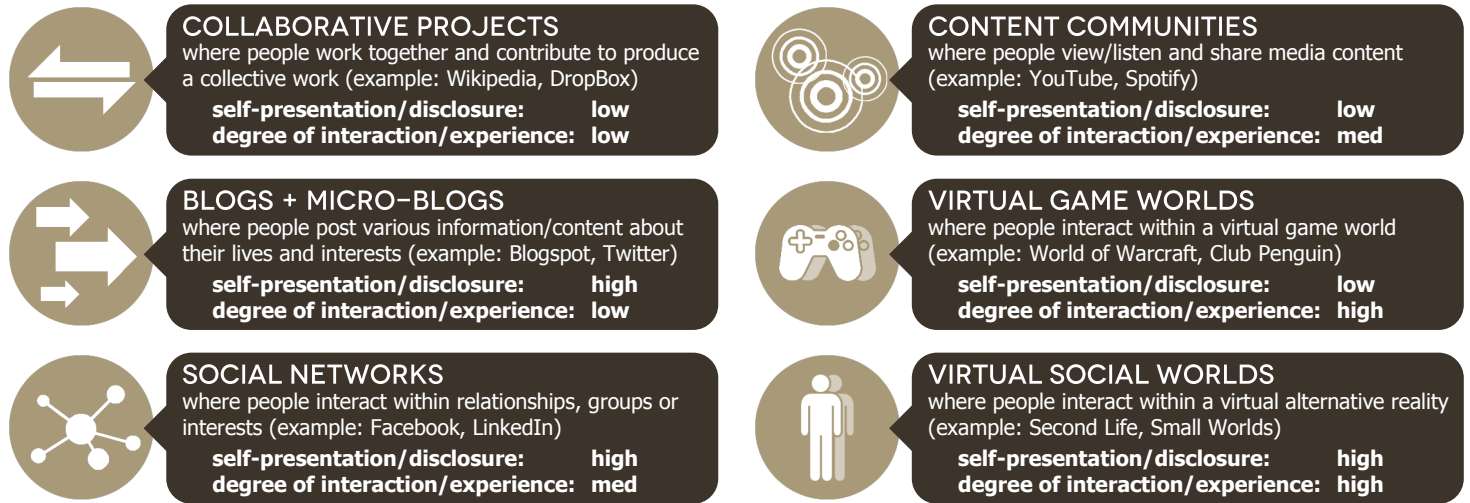 COLLABORATIVE PROJECTS
where people work together and contribute to produce
a collective work (example: Wikipedia, DropBox)
self-presentation/disclosure: low
degree of interaction/experience: low
BLOGS + MICRO-BLOGS
where people post various information/content about
their lives and interests (example: Blogspot, Twitter)
self-presentation/disclosure: high
degree of interaction/experience: low
SOCIAL NETWORKS
where people interact within relationships, groups or
interests (example: Facebook, LinkedIn)
self-presentation/disclosure: high
degree of interaction/experience: med
CONTENT COMMUNITIES
where people view/listen and share media content
(example: YouTube, Spotify)
self-presentation/disclosure: low
degree of interaction/experience: med
VIRTUAL GAME WORLDS
where people interact within a virtual game world
(example: World of Warcraft, Club Penguin)
self-presentation/disclosure: low
degree of interaction/experience: high
VIRTUAL SOCIAL WORLDS
where people interact within a virtual alternative reality
(example: Second Life, Small Worlds)
self-presentation/disclosure: high
degree of interaction/experience: high